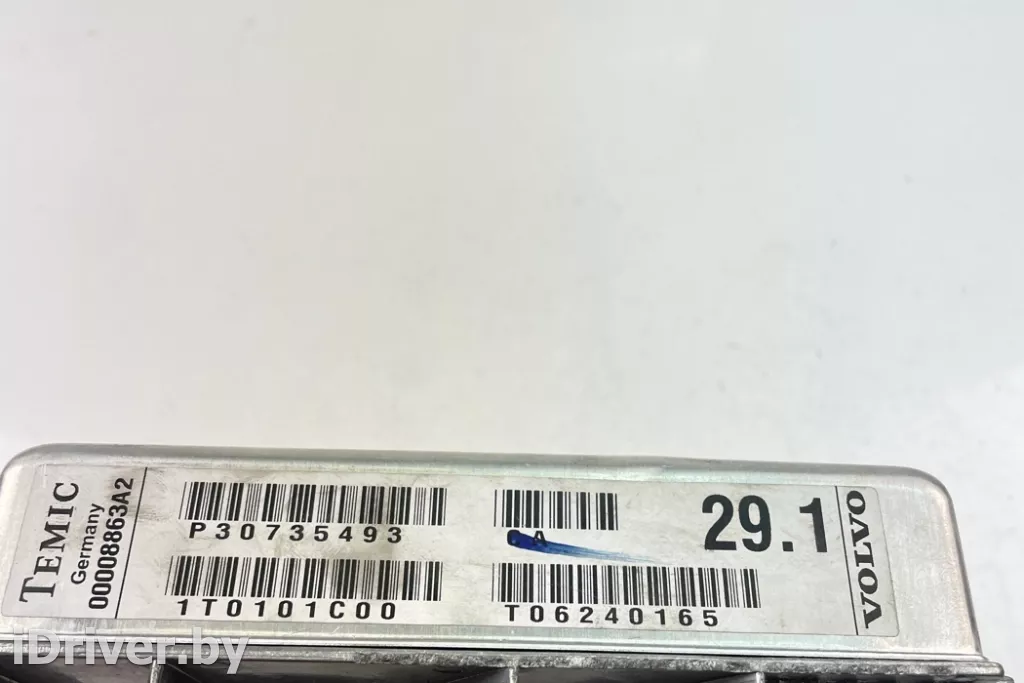 TEMIC
Germany
00008863A2
P30735493
1T0101C00
T06240165
29.1
VOLVO
iDriver.by